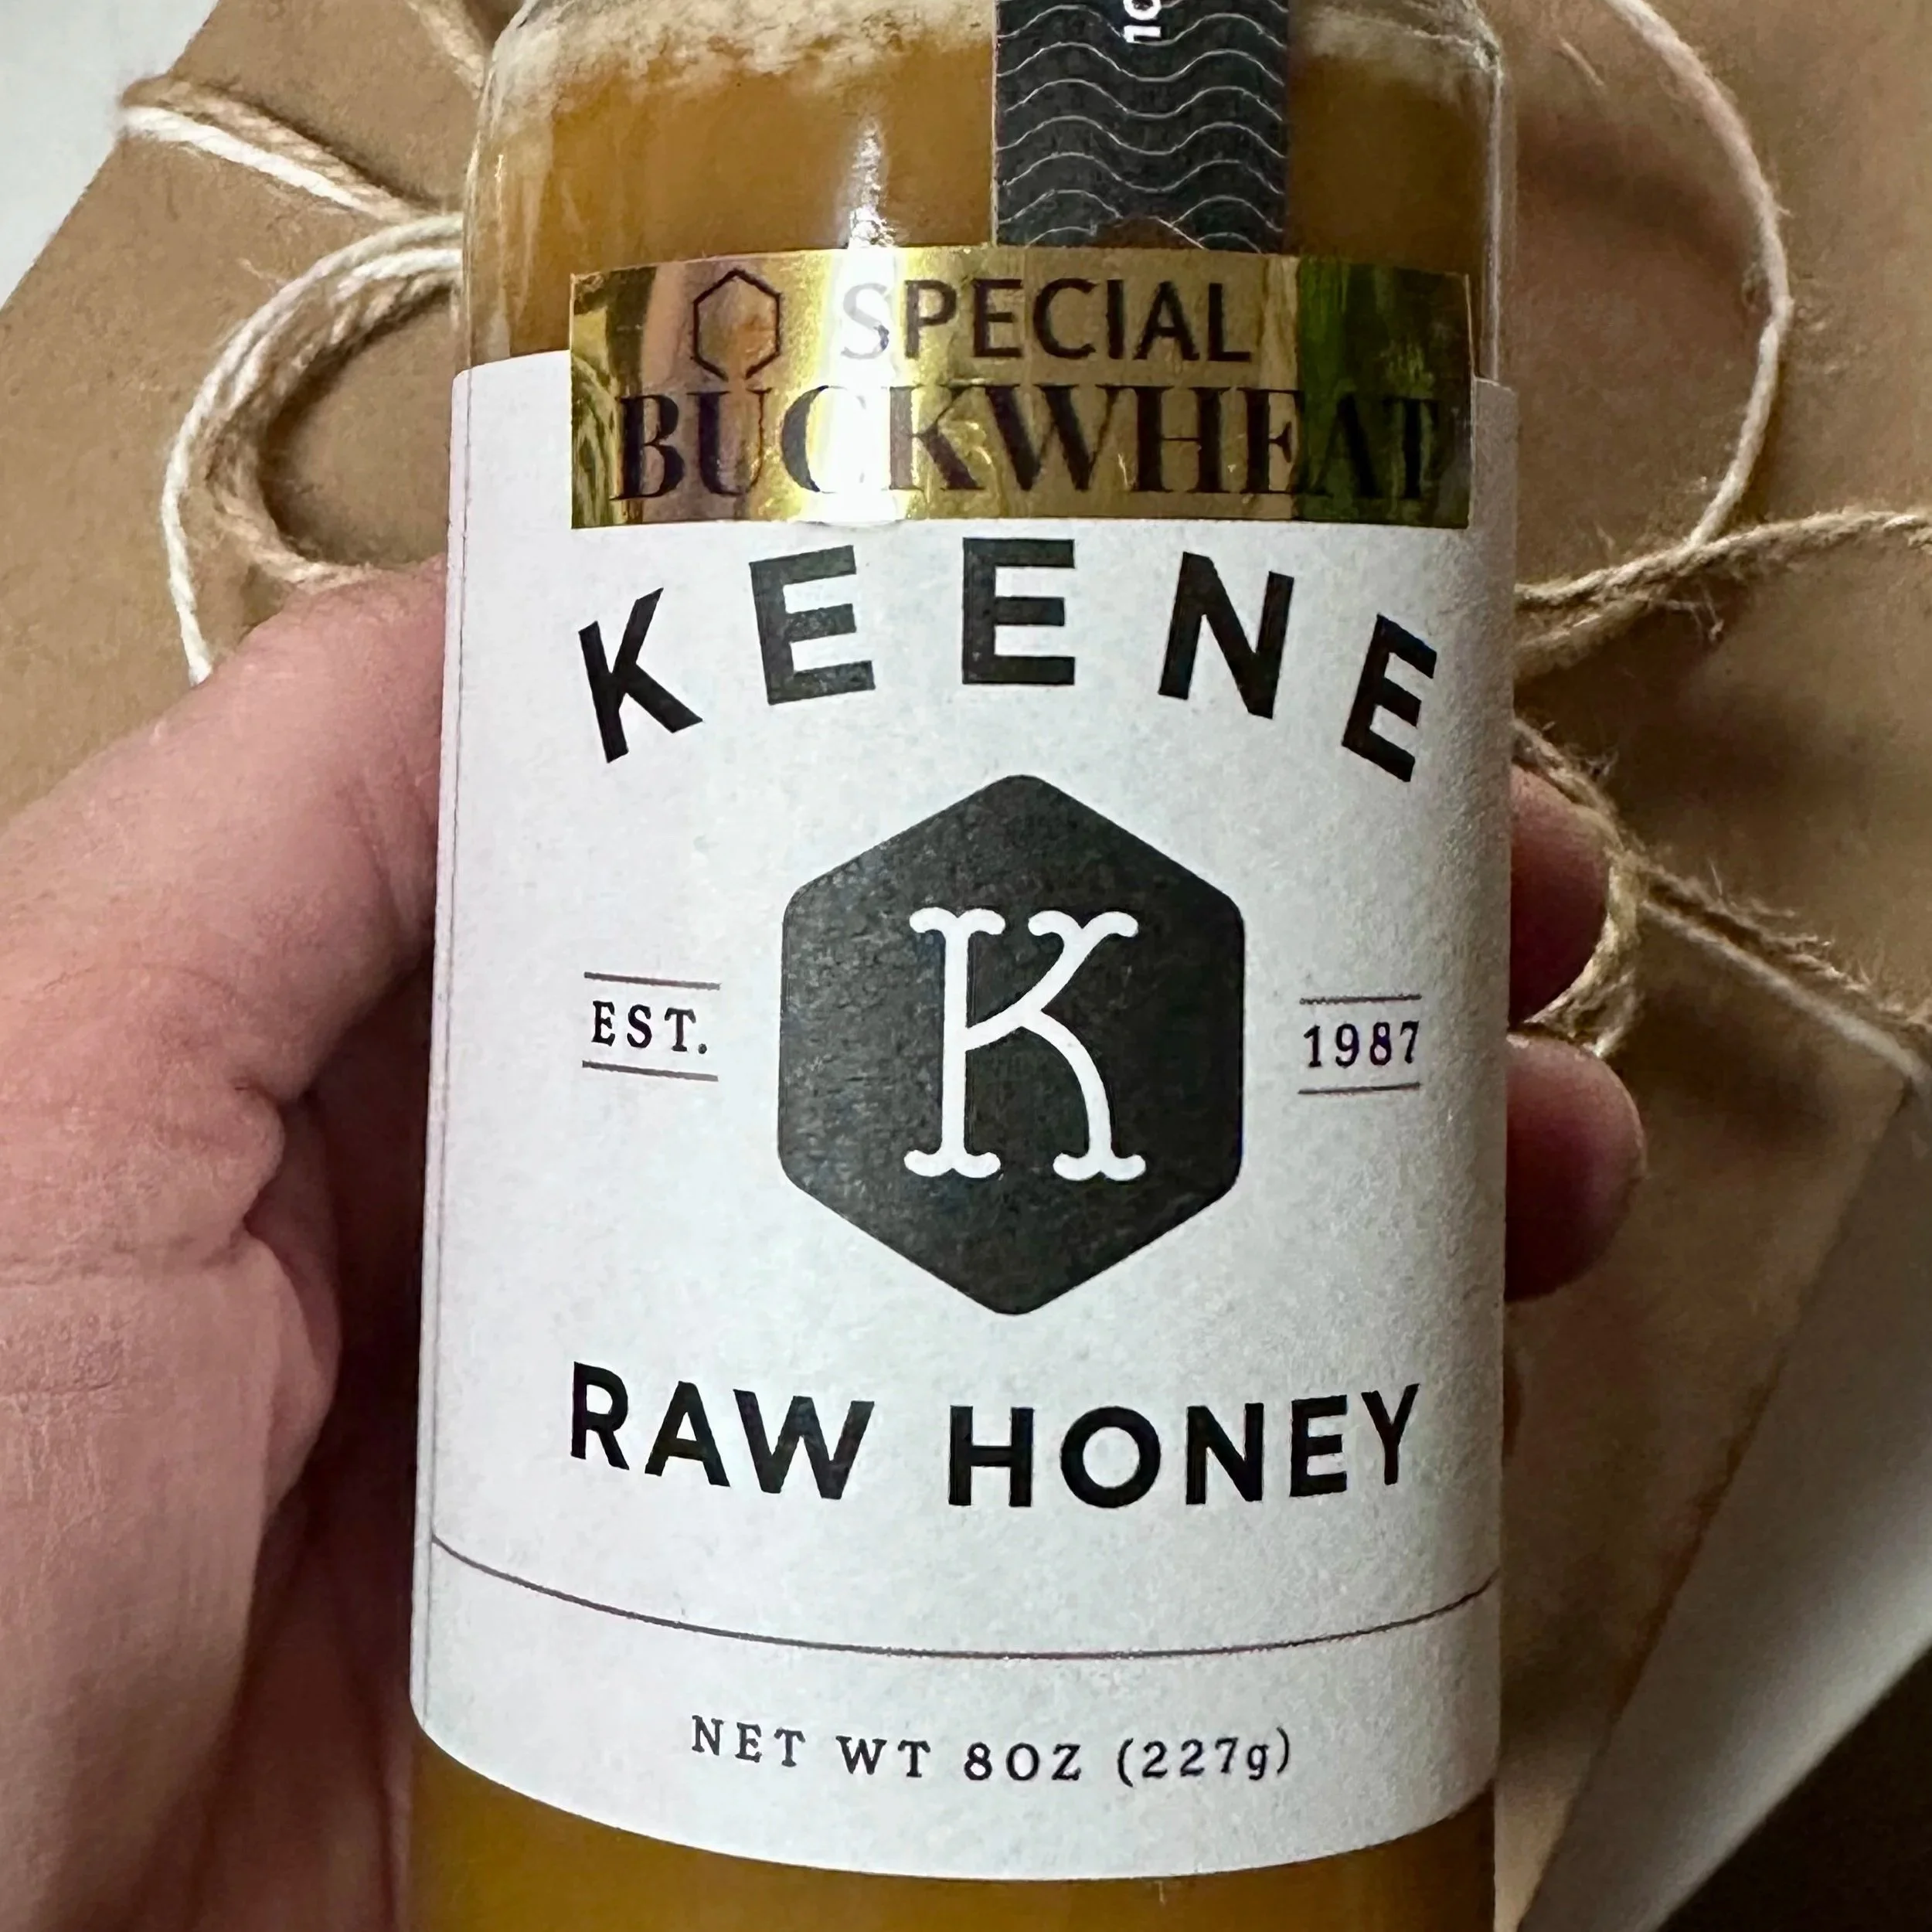 SPECIAL
BUCKWHEAT
KEENE
K
EST. 1987
RAW HONEY
NET WT 8OZ (227g)